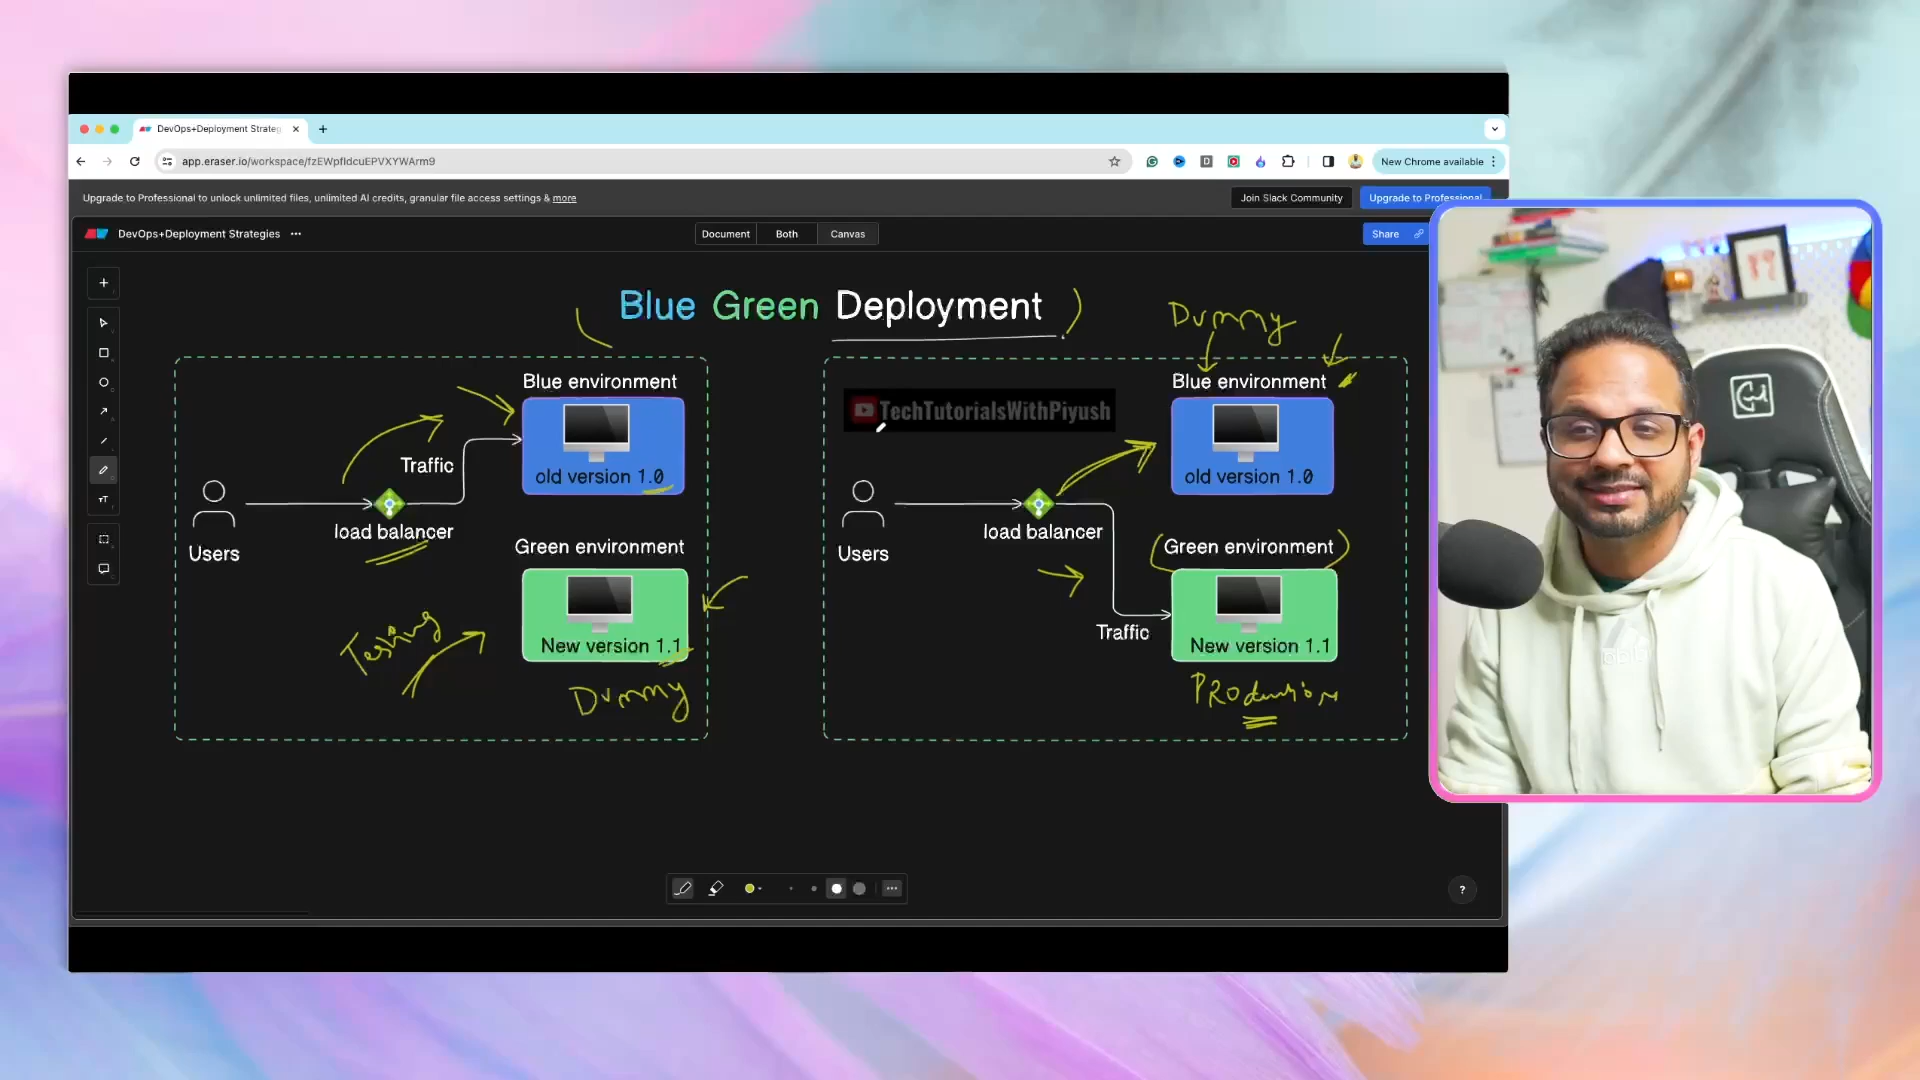 DevOps+Deployment Strateg
app.eraser.io/workspace/fzEWpfIdcuEPVXYWArm9
New Chrome available
Upgrade to Professional to unlock unlimited files, unlimited AI credits, granular file access settings & more
Join Slack Community
Upgrade to Professional
DevOps+Deployment Strategies
Document
Both
Canvas
Share
Blue Green Deployment
Blue environment
old version 1.0
Traffic
load balancer
Users
Green environment
New version 1.1
Testing
Dummy
Dummy
Blue environment
TechTutorialsWithPiyush
old version 1.0
load balancer
Users
Green environment
Traffic
New version 1.1
PRoduction
?